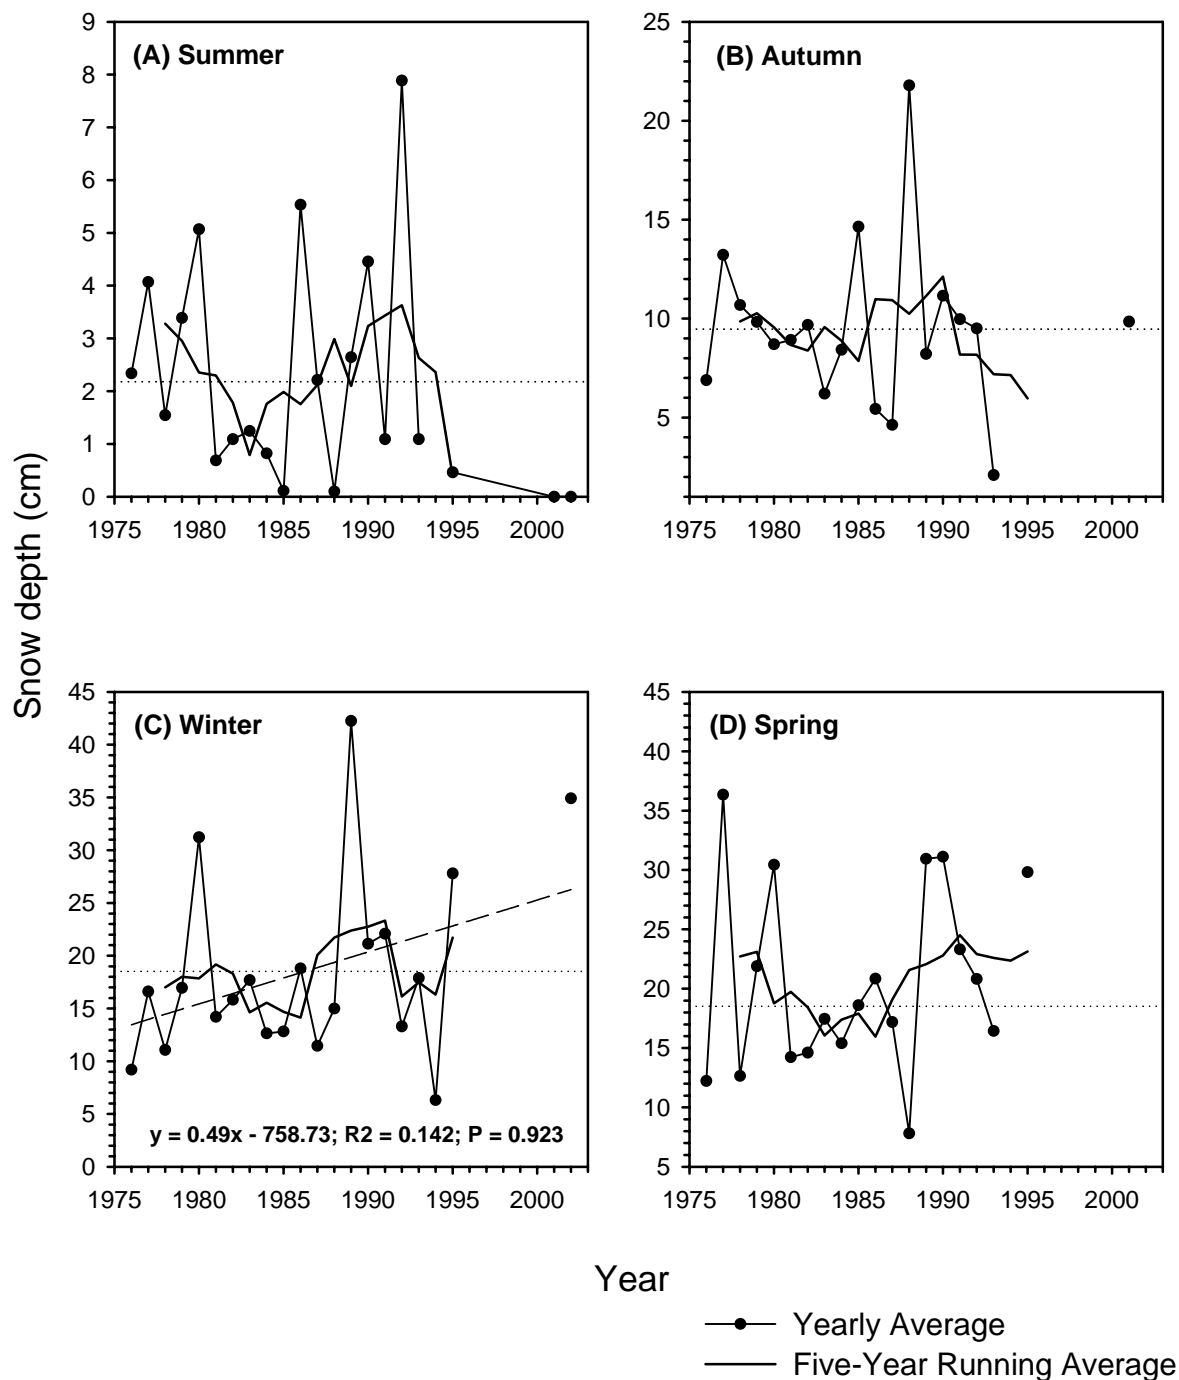 Snow depth (cm)
(A) Summer
9
8
7
6
5
4
3
2
1
0
1975 1980 1985 1990 1995 2000
(B) Autumn
25
20
15
10
5
1975 1980 1985 1990 1995 2000
(C) Winter
45
40
35
30
25
20
15
10
5
0
y = 0.49x - 758.73; R2 = 0.142; P = 0.923
1975 1980 1985 1990 1995 2000
(D) Spring
45
40
35
30
25
20
15
10
5
1975 1980 1985 1990 1995 2000
Year
Yearly Average
Five-Year Running Average